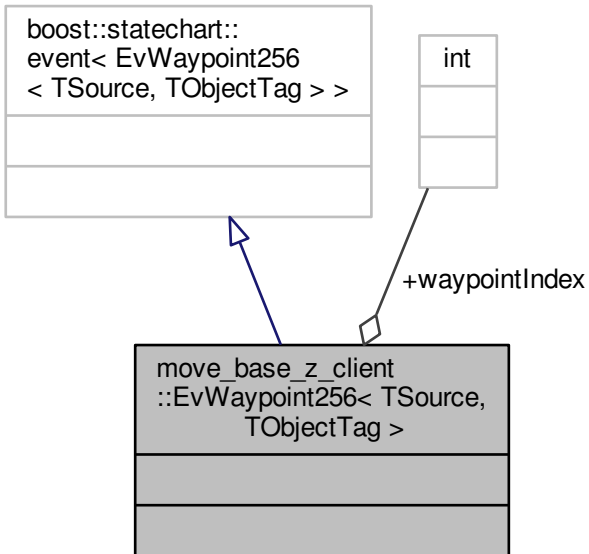 boost::statechart::
event< EvWaypoint256
< TSource, TObjectTag > >
int
+waypointIndex
move_base_z_client
::EvWaypoint256< TSource,
TObjectTag >